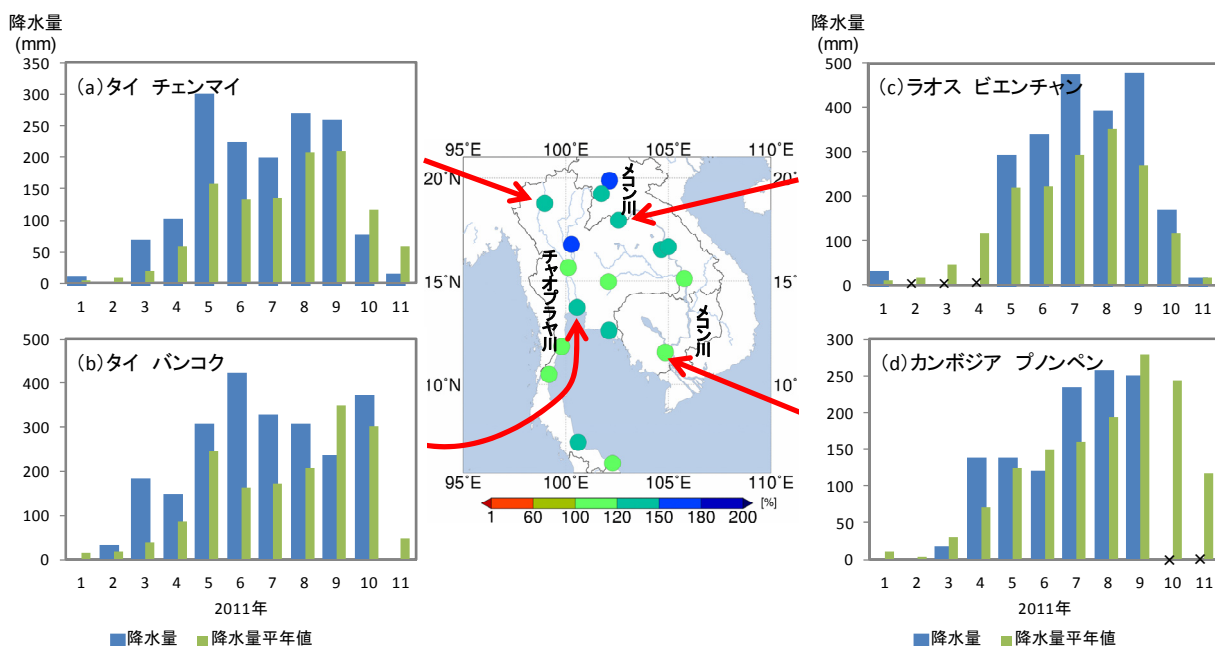 降水量
(mm)
(a)タイ チェンマイ
350
300
250
200
150
100
50
0
1 2 3 4 5 6 7 8 9 10 11
(b)タイ バンコク
500
400
300
200
100
0
1 2 3 4 5 6 7 8 9 10 11
2011年
降水量 降水量平年値
95°E 100°E 105°E 110°E
20°N 20°
15°N 15°
10°N 10°
メコン川
チャオプラヤ川
メコン川
95°E 100°E 105°E 110°E
[%]
1 60 100 120 150 180 200
降水量
(mm)
(c)ラオス ビエンチャン
500
400
300
200
100
0
1 2 3 4 5 6 7 8 9 10 11
(d)カンボジア プノンペン
300
250
200
150
100
50
0
1 2 3 4 5 6 7 8 9 10 11
2011年
降水量 降水量平年値